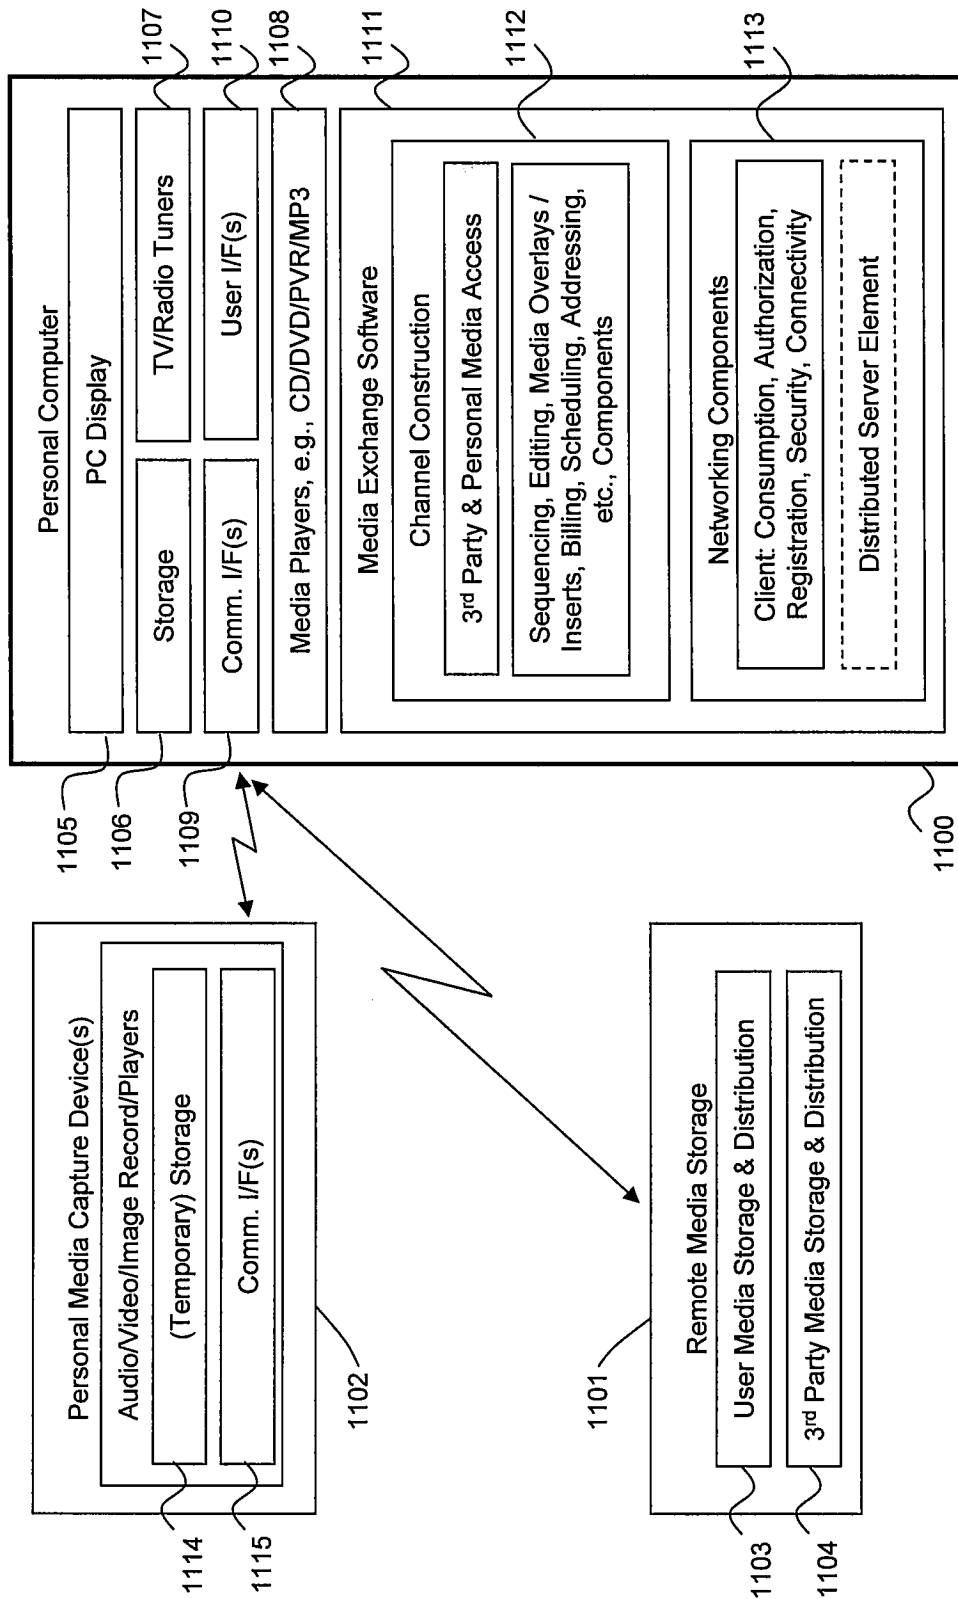 Personal Media Capture Device(s)
Audio/Video/Image Record/Players
(Temporary) Storage
Comm. I/F(s)
1114
1115
1102
1101
Remote Media Storage
User Media Storage & Distribution
3rd Party Media Storage & Distribution
1103
1104
Personal Computer
PC Display
Storage
TV/Radio Tuners
Comm. I/F(s)
User I/F(s)
Media Players, e.g., CD/DVD/PVR/MP3
Media Exchange Software
Channel Construction
3rd Party & Personal Media Access
Sequencing, Editing, Media Overlays /
Inserts, Billing, Scheduling, Addressing,
etc., Components
Networking Components
Client: Consumption, Authorization,
Registration, Security, Connectivity
Distributed Server Element
1105
1106
1109
1100
1107
1110
1108
1111
1112
1113